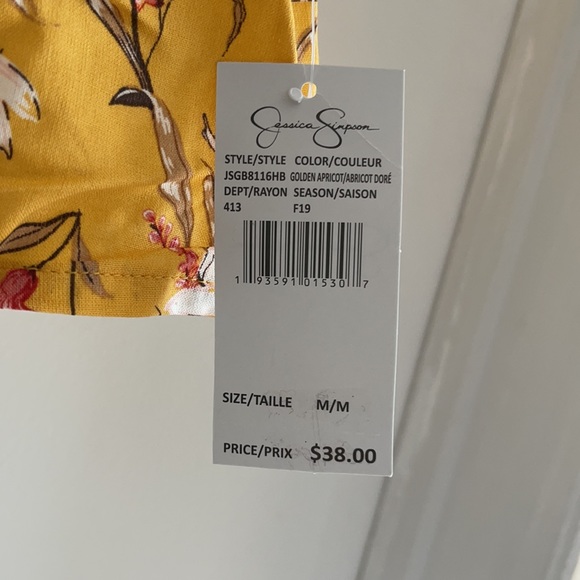 Jessica Simpson
STYLE/STYLE COLOR/COULEUR
JSGB8116HB GOLDEN APRICOT/ABRICOT DORÉ
DEPT/RAYON SEASON/SAISON
413 F19
1 93591 01530 7
SIZE/TAILLE M/M
PRICE/PRIX $38.00